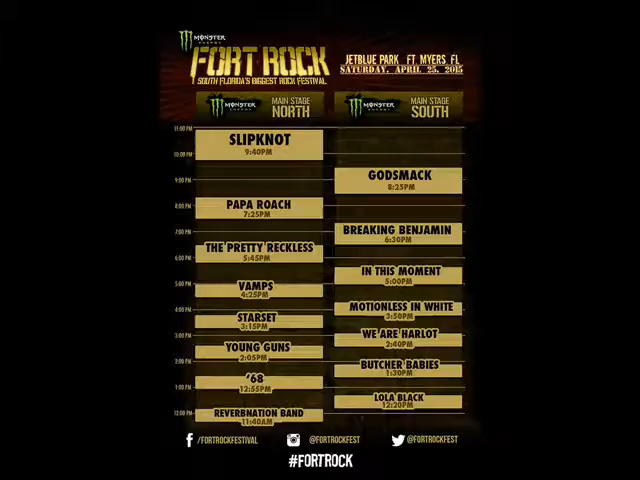 MONSTER
ENERGY
FORT ROCK
SOUTH FLORIDA'S BIGGEST ROCK FESTIVAL
JETBLUE PARK FT MYERS, FL
SATURDAY, APRIL 25, 2015
MONSTER
ENERGY
MAIN STAGE
NORTH
MONSTER
ENERGY
MAIN STAGE
SOUTH
11:00 PM
SLIPKNOT
9:40PM
10:00 PM
GODSMACK
8:25PM
9:00 PM
PAPA ROACH
7:25PM
8:00 PM
BREAKING BENJAMIN
6:30PM
7:00 PM
THE PRETTY RECKLESS
5:45PM
6:00 PM
IN THIS MOMENT
5:00PM
5:00 PM
VAMPS
4:25PM
MOTIONLESS IN WHITE
3:50PM
4:00 PM
STARSET
3:15PM
WE ARE HARLOT
2:40PM
3:00 PM
YOUNG GUNS
2:05PM
BUTCHER BABIES
1:30PM
2:00 PM
'68
12:55PM
1:00 PM
LOLA BLACK
12:20PM
12:00 PM
REVERBNATION BAND
11:40AM
/FORTROCKFESTIVAL
@FORTROCKFEST
@FORTROCKFEST
#FORTROCK